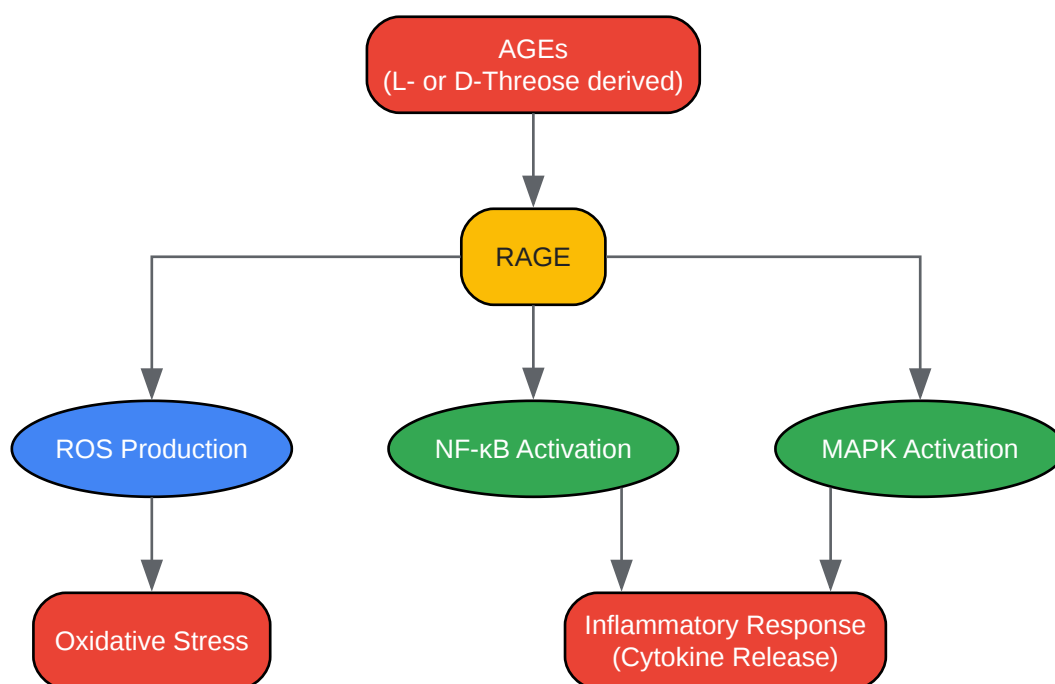 AGEs
(L- or D-Threose derived)
RAGE
ROS Production
NF-κB Activation
MAPK Activation
Oxidative Stress
Inflammatory Response
(Cytokine Release)